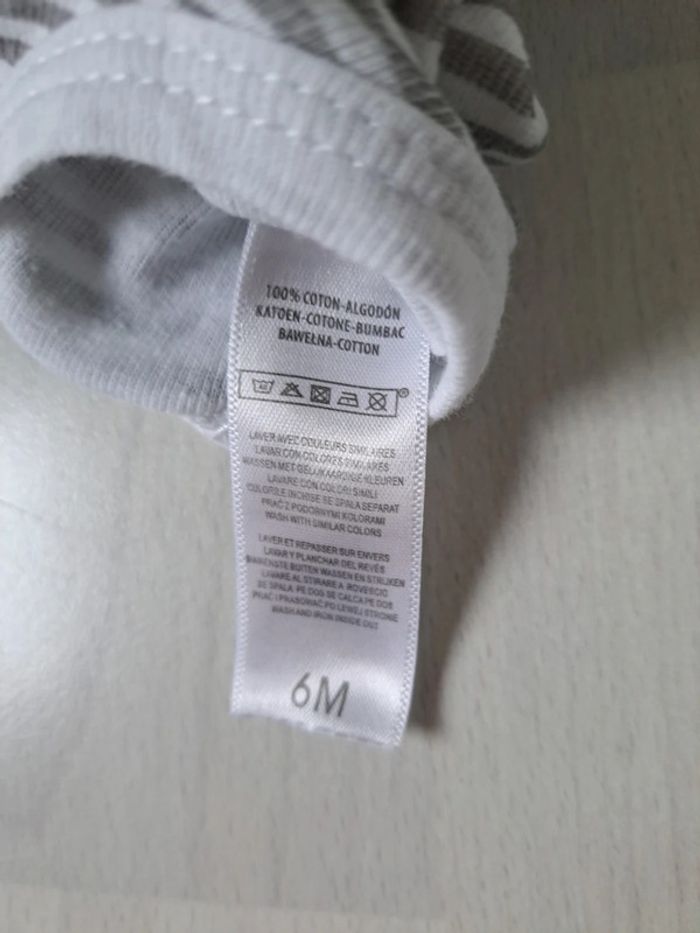 100% COTON-ALGODÓN
KATOEN-COTONE-BUMBAC
BAWEŁNA-COTTON
LAVER AVEC COULEURS SIMILAIRES
LAVAR CON COLORES SIMILARES
WASSEN MET GELIJKAARDIGE KLEUREN
LAVARE CON COLORI SIMILI
CULORILE INCHISE SE SPALA SEPARAT
PRAĆ Z PODOBNYMI KOLORAMI
WASH WITH SIMILAR COLORS
LAVER ET REPASSER SUR ENVERS
LAVAR Y PLANCHAR DEL REVÉS
BINNENSTE BUITEN WASSEN EN STRIJKEN
LAVARE AL STIRARE A ROVESCIO
SE SPALA PE DOS SE CALCA PE DOS
PRAĆ I PRASOWAĆ PO LEWEJ STRONIE
WASH AND IRON INSIDE OUT
6M